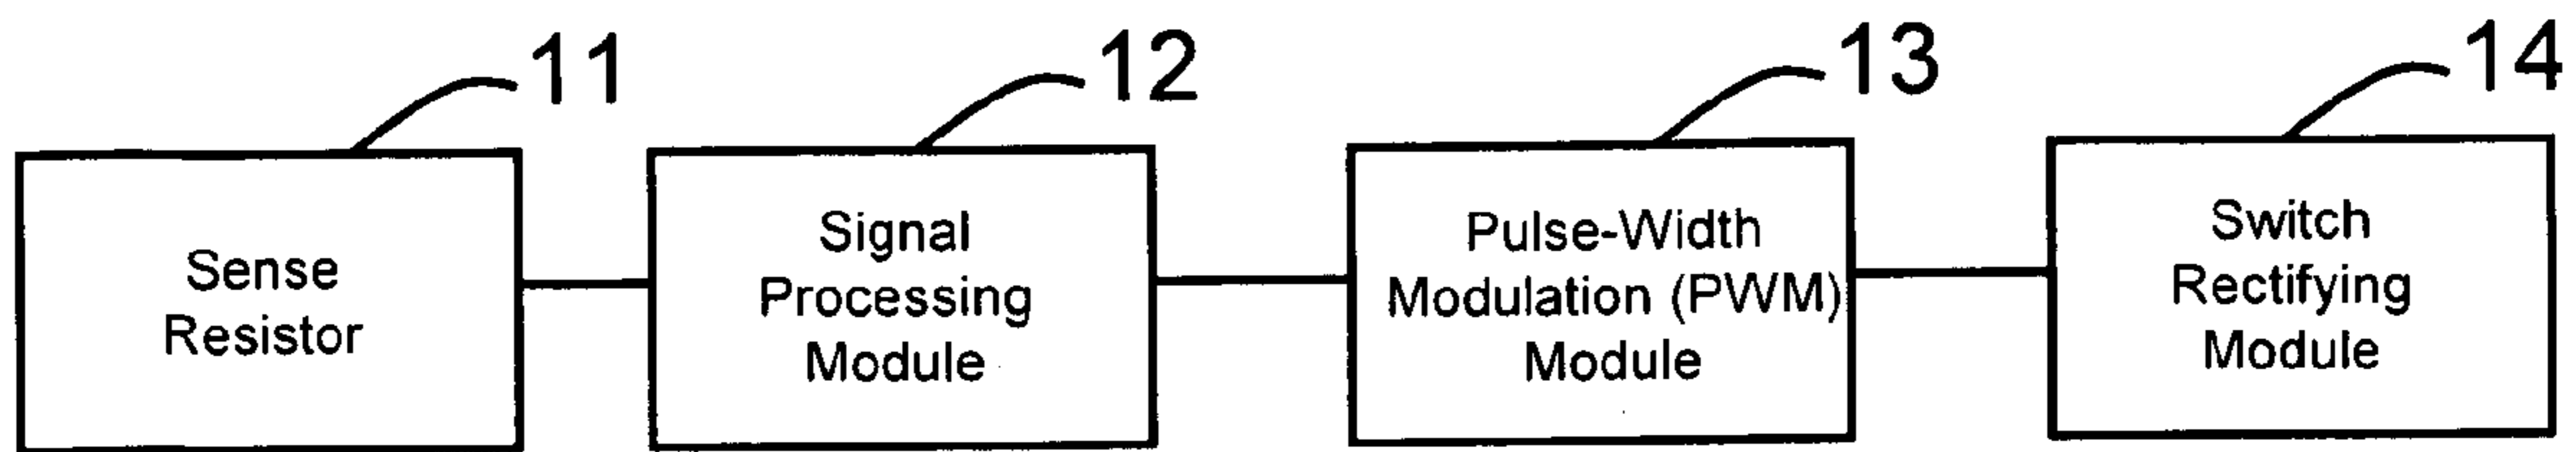 11
12
13
14
Sense
Resistor
Signal
Processing
Module
Pulse-Width
Modulation (PWM)
Module
Switch
Rectifying
Module